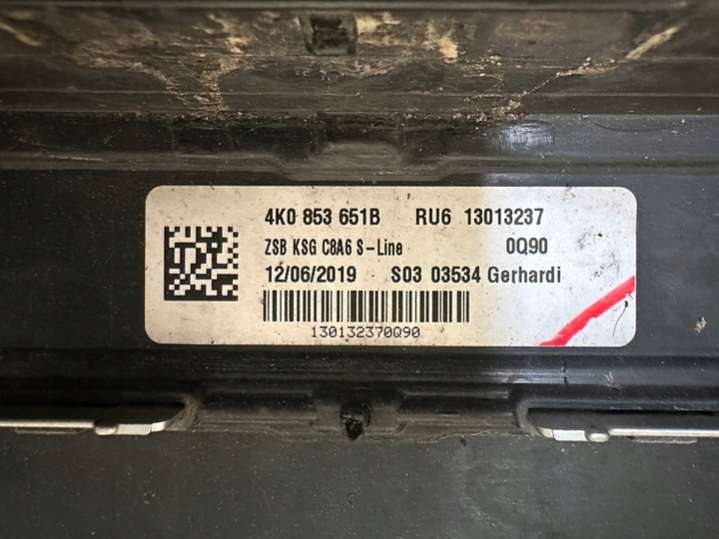 4K0 853 651B RU6 13013237
ZSB KSG C8A6 S-Line 0Q90
12/06/2019 - S03 03534 Gerhardi
130132370Q90